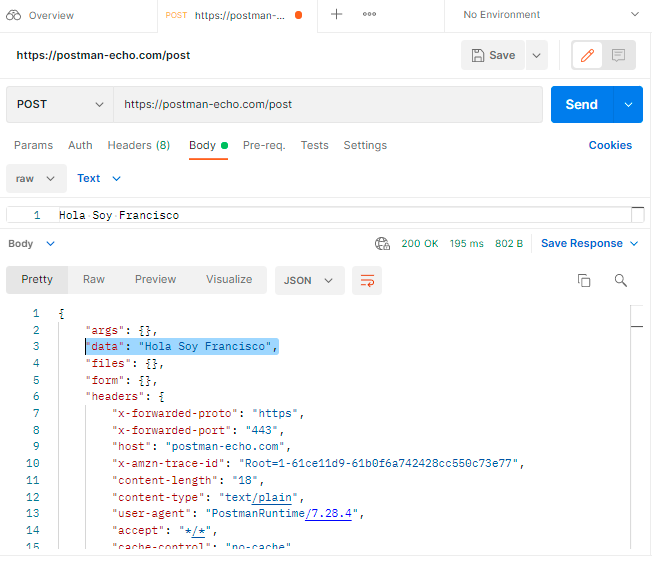 Overview
POST https://postman-...
No Environment
https://postman-echo.com/post
Save
POST
https://postman-echo.com/post
Send
Params Auth Headers (8) Body Pre-req. Tests Settings Cookies
raw Text
1 Hola Soy Francisco
Body 200 OK 195 ms 802 B Save Response
Pretty Raw Preview Visualize JSON
1 {
2 "args": {},
3 "data": "Hola Soy Francisco",
4 "files": {},
5 "form": {},
6 "headers": {
7 "x-forwarded-proto": "https",
8 "x-forwarded-port": "443",
9 "host": "postman-echo.com",
10 "x-amzn-trace-id": "Root=1-61ce11d9-61b0f6a742428cc550c73e77",
11 "content-length": "18",
12 "content-type": "text/plain",
13 "user-agent": "PostmanRuntime/7.28.4",
14 "accept": "*/*",
15 "cache-control": "no-cache"